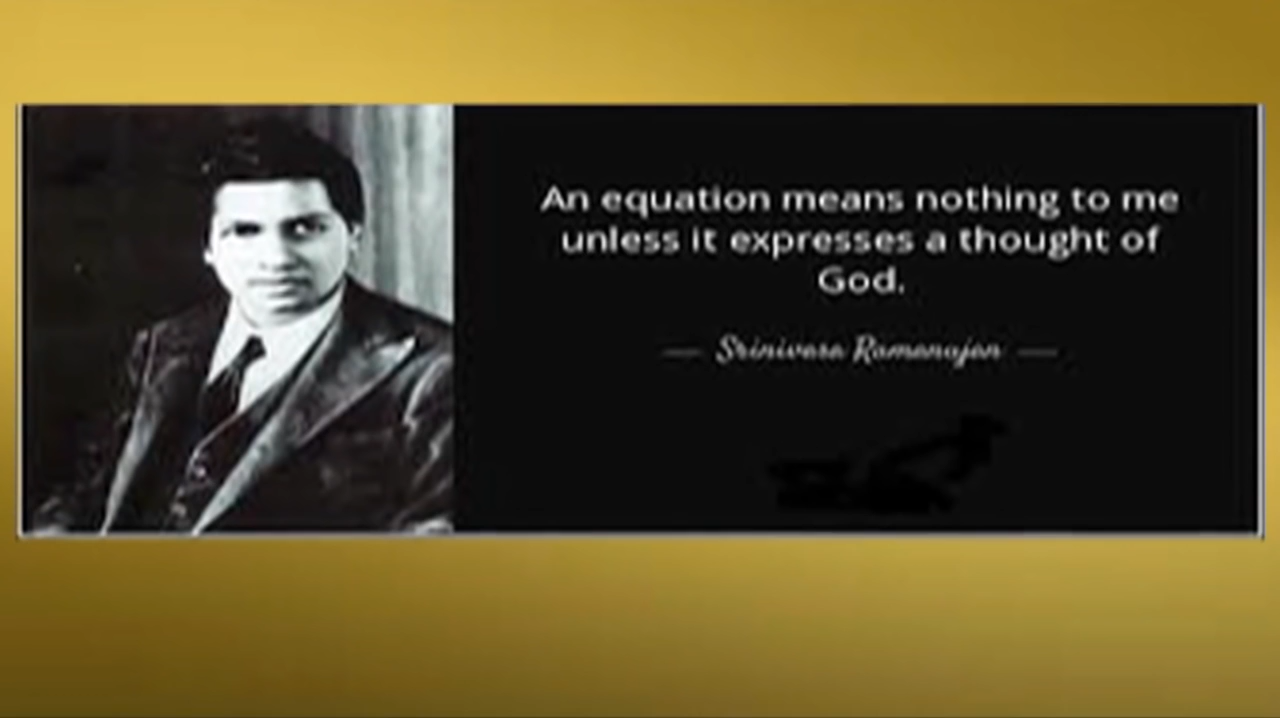 An equation means nothing to me
unless it expresses a thought of
God.
— Srinivasa Ramanujan —